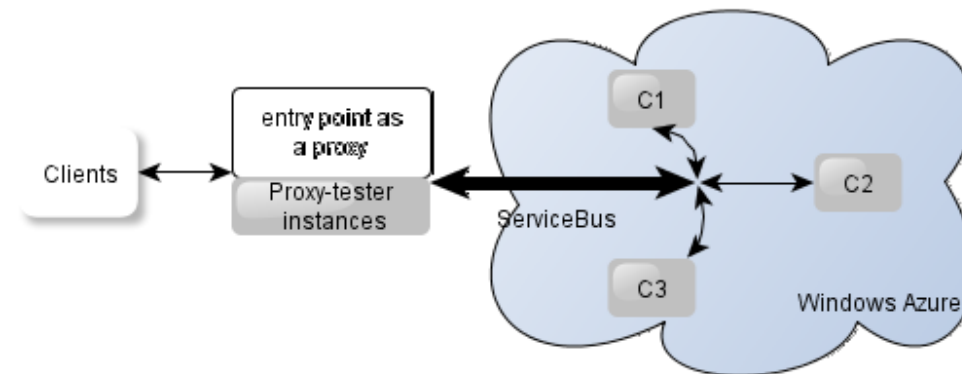 Clients
entry point as
a proxy
Proxy-tester
instances
ServiceBus
C1
C2
C3
Windows Azure